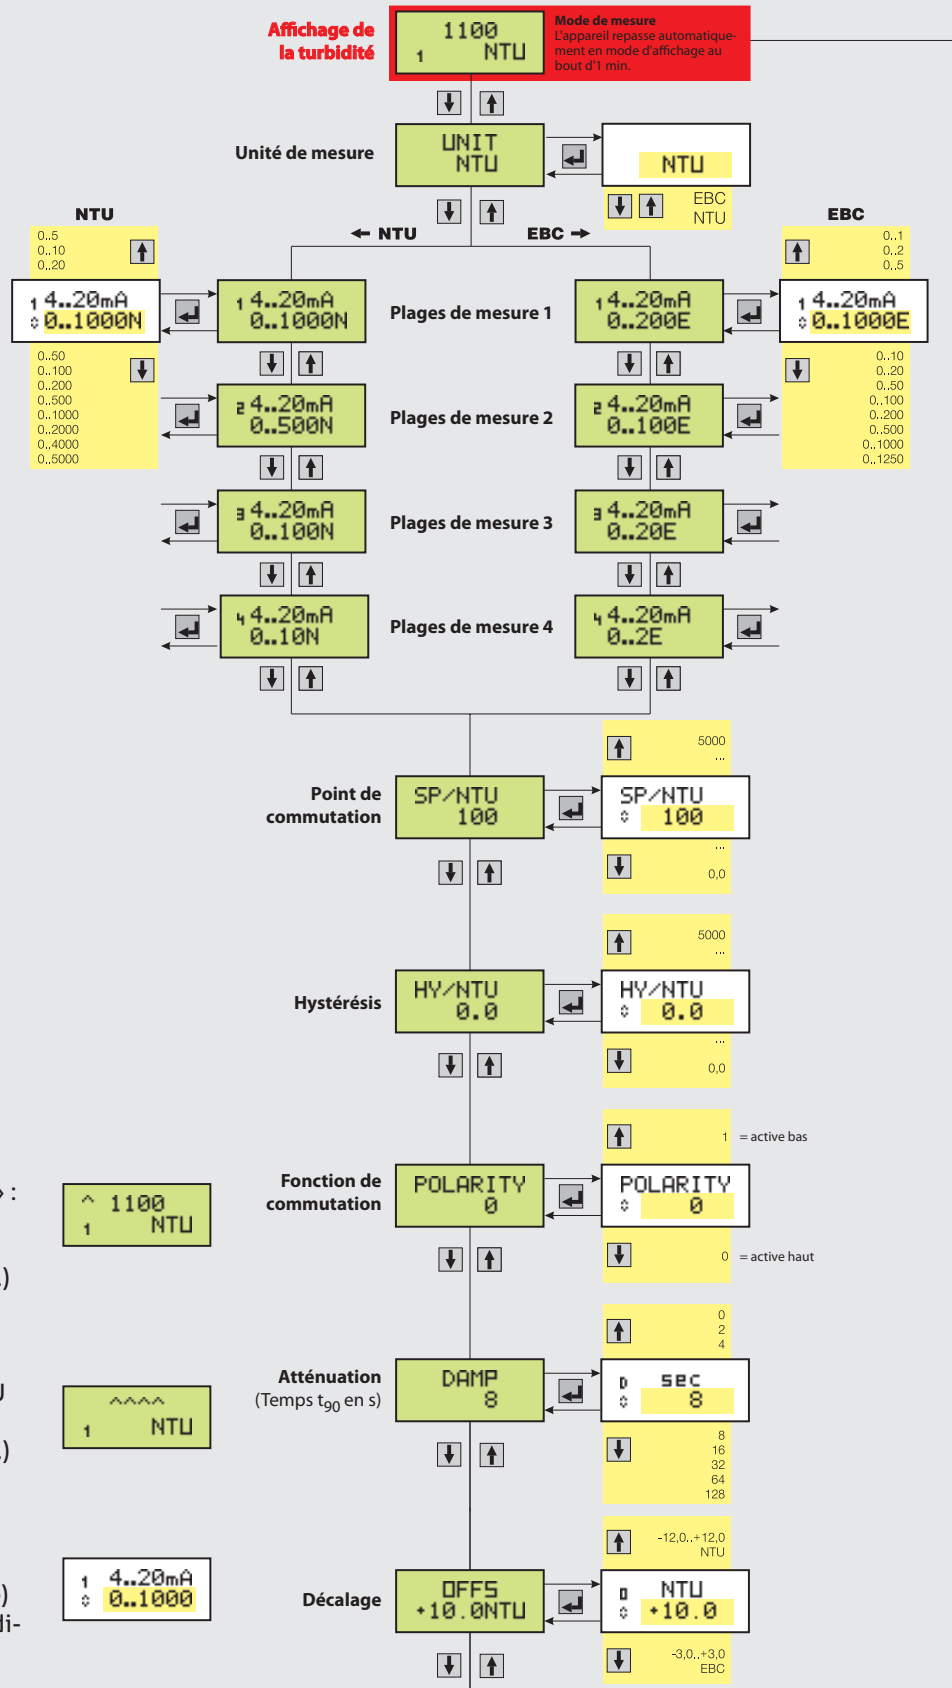 Affichage de
la turbidité
1100
1 NTU
Mode de mesure
L'appareil repasse automatique-
ment en mode d'affichage au
bout d'1 min.
Unité de mesure
UNIT
NTU
NTU
EBC
NTU
NTU
← NTU
EBC →
EBC
0..5
0..10
0..20
1 4..20mA
0..1000N
0..50
0..100
0..200
0..500
0..1000
0..2000
0..4000
0..5000
1 4..20mA
0..1000N
Plages de mesure 1
1 4..20mA
0..200E
0..1
0..2
0..5
1 4..20mA
0..1000E
0..10
0..20
0..50
0..100
0..200
0..500
0..1000
0..1250
2 4..20mA
0..500N
Plages de mesure 2
2 4..20mA
0..100E
3 4..20mA
0..100N
Plages de mesure 3
3 4..20mA
0..20E
4 4..20mA
0..10N
Plages de mesure 4
4 4..20mA
0..2E
Point de
commutation
SP/NTU
100
5000
...
SP/NTU
100
...
0,0
Hystérésis
HY/NTU
0.0
5000
...
HY/NTU
0.0
...
0,0
Fonction de
commutation
POLARITY
0
1 = active bas
POLARITY
0
0 = active haut
» :
^ 1100
1 NTU
)
Atténuation
(Temps t90 en s)
DAMP
8
0
2
4
D sec
8
8
16
32
64
128
U
^^^^
1 NTU
)
Décalage
OFFS
+10.0NTU
-12,0..+12,0
NTU
O NTU
+10.0
-3,0..+3,0
EBC
1 4..20mA
0..1000
)
di-